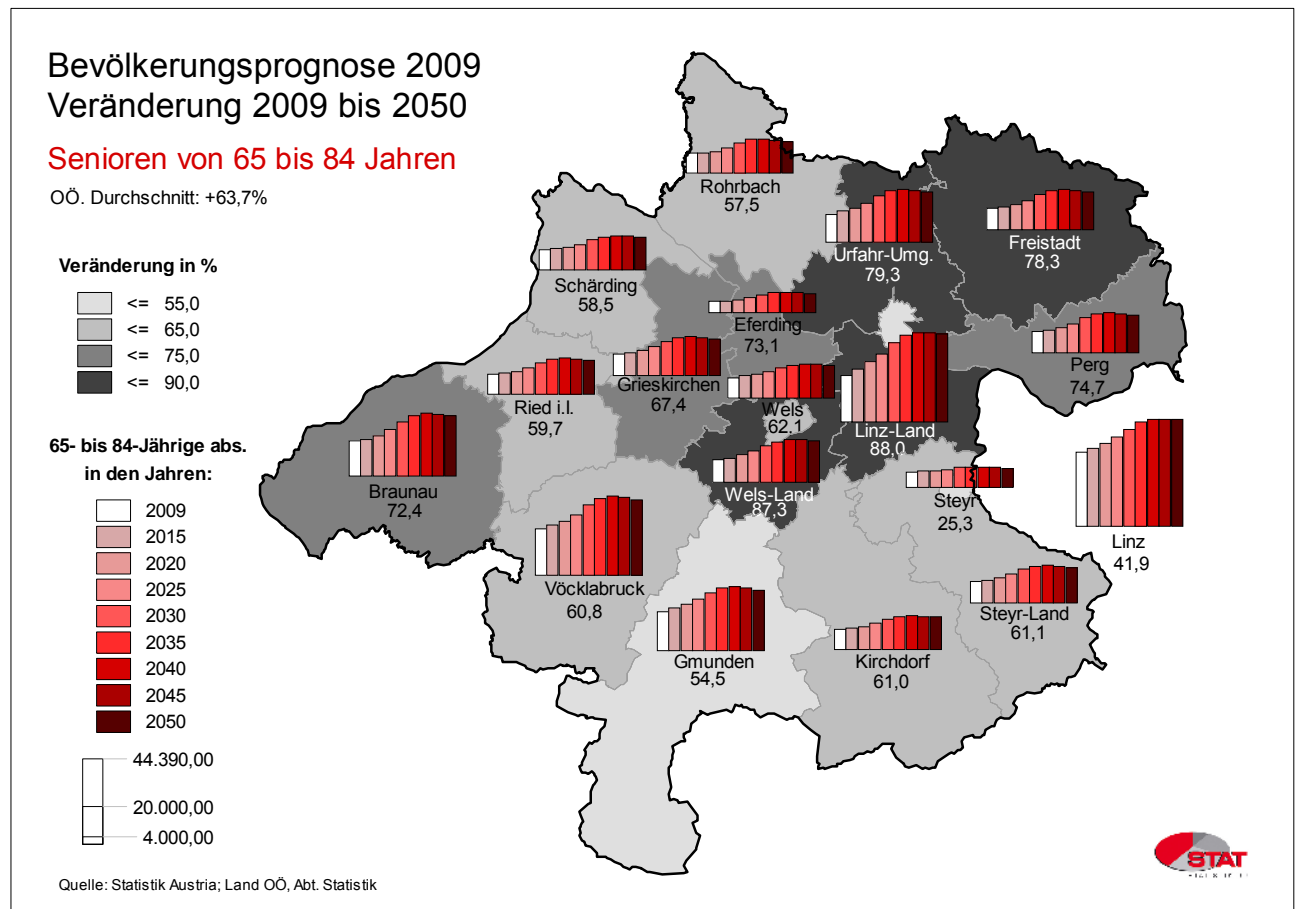 Bevölkerungsprognose 2009
Veränderung 2009 bis 2050
Senioren von 65 bis 84 Jahren
OÖ. Durchschnitt: +63,7%
Veränderung in %
<= 55,0
<= 65,0
<= 75,0
<= 90,0
65- bis 84-Jährige abs.
in den Jahren:
2009
2015
2020
2025
2030
2035
2040
2045
2050
44.390,00
20.000,00
4.000,00
Rohrbach
57,5
Urfahr-Umg.
79,3
Freistadt
78,3
Schärding
58,5
Eferding
73,1
Perg
74,7
Grieskirchen
67,4
Ried i.I.
59,7
Wels
62.1
Linz-Land
88,0
Braunau
72,4
Wels-Land
87,3
Steyr
25,3
Linz
41,9
Vöcklabruck
60,8
Steyr-Land
61,1
Gmunden
54,5
Kirchdorf
61,0
STAT
Quelle: Statistik Austria; Land OÖ, Abt. Statistik